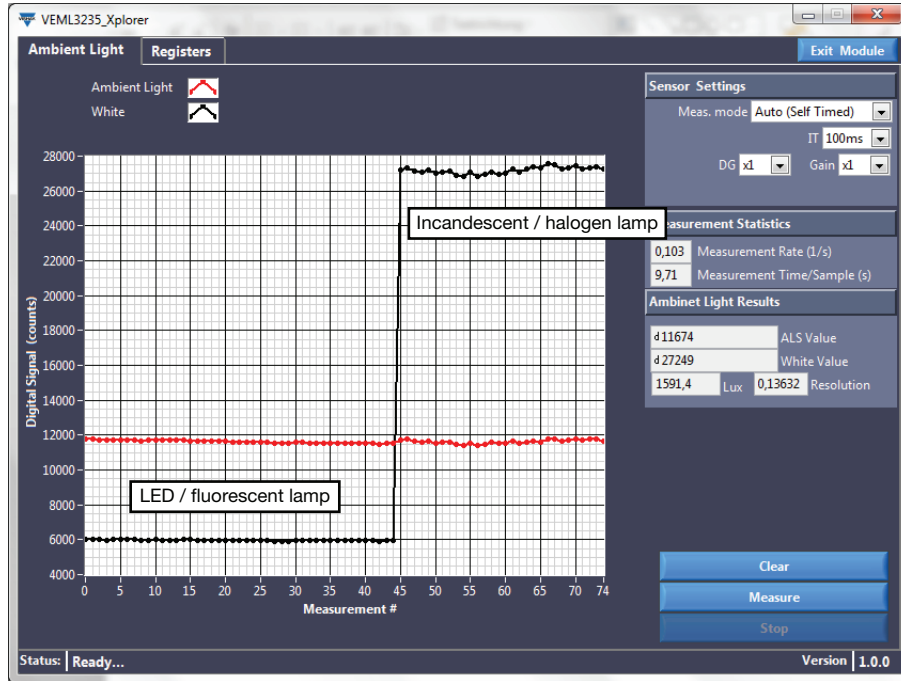 VEML3235_Xplorer
Ambient Light
Registers
Exit Module
Ambient Light
White
Sensor Settings
Meas. mode Auto (Self Timed)
IT 100ms
DG x1 Gain x1
28000
26000
24000
22000
20000
18000
16000
14000
12000
10000
8000
6000
4000
Digital Signal (counts)
Incandescent / halogen lamp
LED / fluorescent lamp
0 5 10 15 20 25 30 35 40 45 50 55 60 65 70 74
Measurement #
easurement Statistics
0,103 Measurement Rate (1/s)
9,71 Measurement Time/Sample (s)
Ambinet Light Results
d 11674 ALS Value
d 27249 White Value
1591,4 Lux 0,13632 Resolution
Clear
Measure
Stop
Status: Ready...
Version 1.0.0